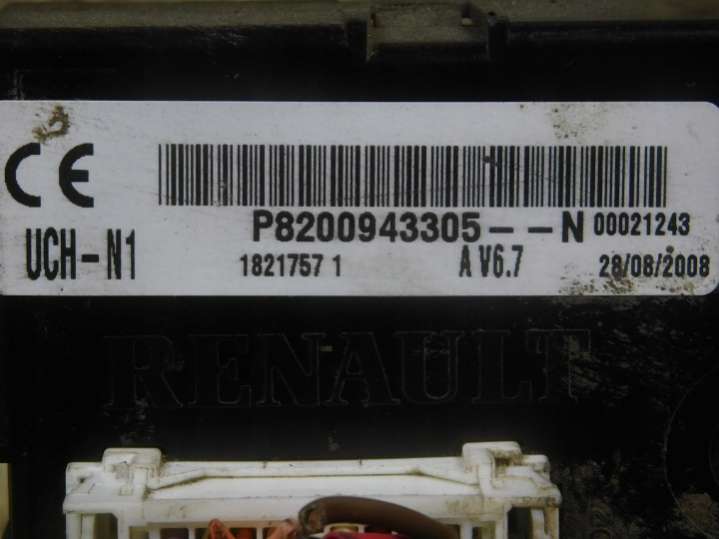 CE
P8200943305--N 00021243
UCH-N1
1821757 1 A V6.7 28/08/2008
RENAULT